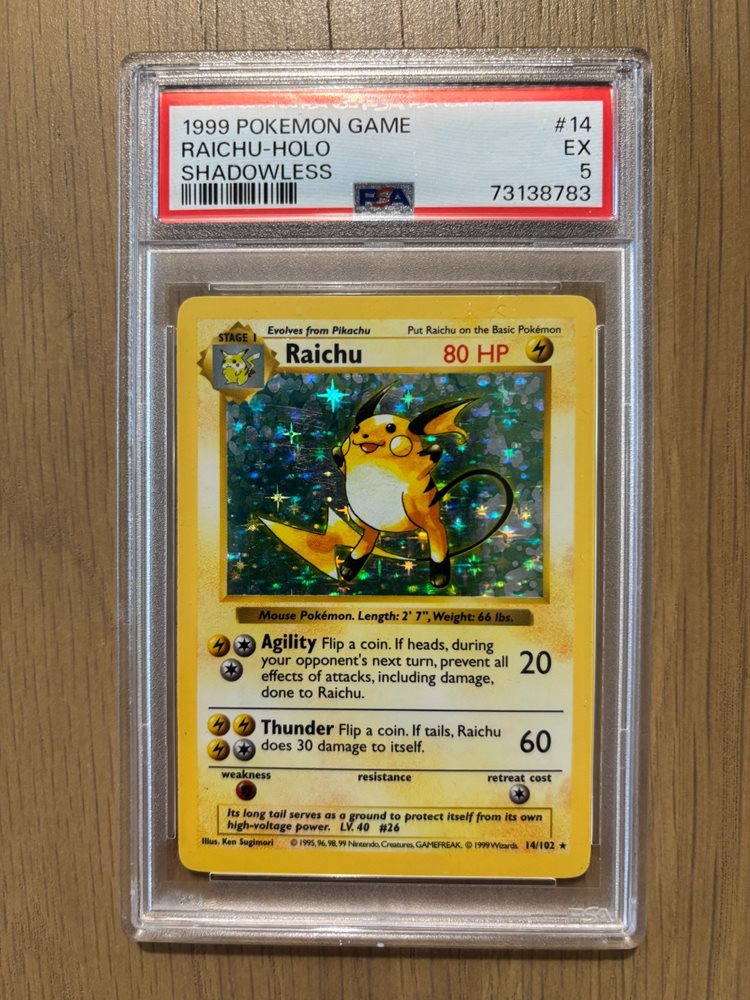 1999 POKEMON GAME #14
RAICHU-HOLO EX
SHADOWLESS 5
PSA 73138783
Evolves from Pikachu Put Raichu on the Basic Pokémon
STAGE 1 Raichu 80 HP
Mouse Pokémon. Length: 2' 7", Weight: 66 lbs.
Agility Flip a coin. If heads, during
your opponent's next turn, prevent all
effects of attacks, including damage,
done to Raichu.
20
Thunder Flip a coin. If tails, Raichu
does 30 damage to itself.
60
weakness resistance retreat cost
Its long tail serves as a ground to protect itself from its own
high-voltage power. LV. 40 #26
Illus. Ken Sugimori © 1995, 96, 98, 99 Nintendo, Creatures, GAMEFREAK. © 1999 Wizards. 14/102 ★
PSA